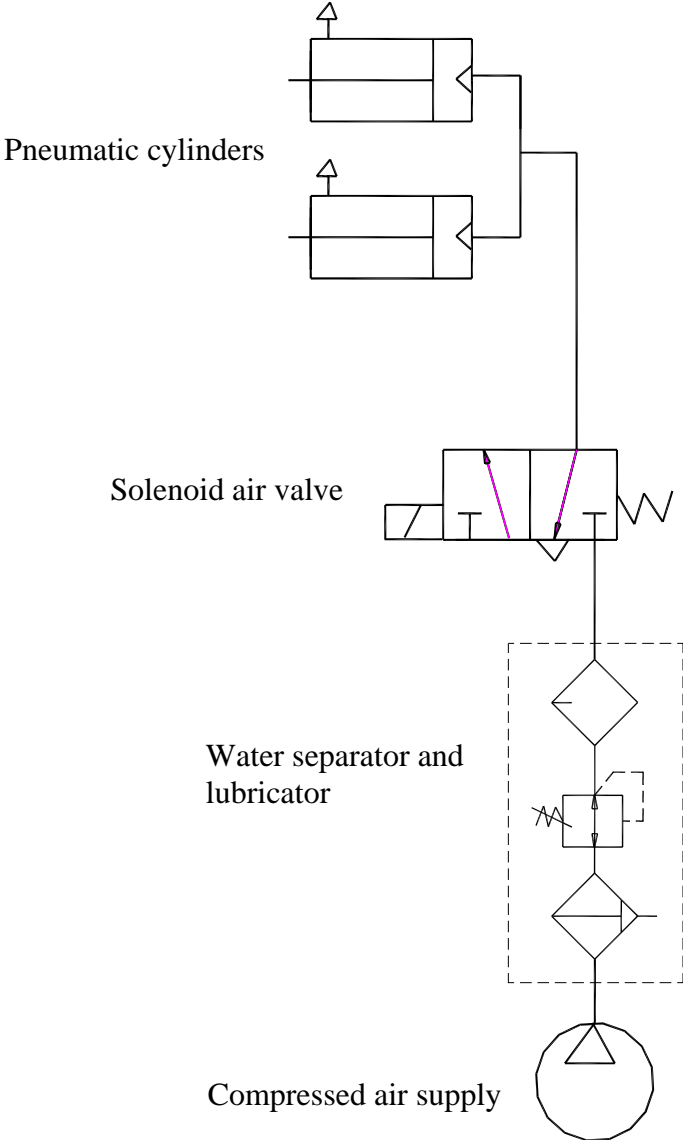 Pneumatic cylinders
Solenoid air valve
Water separator and
lubricator
Compressed air supply